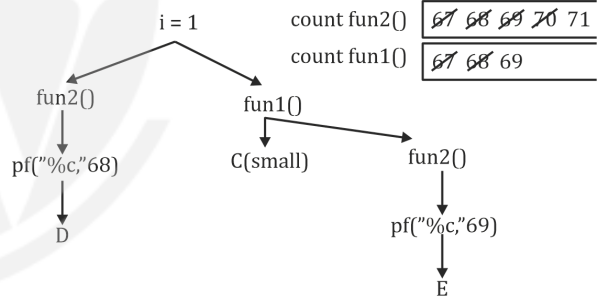 i = 1
count fun2() 67 68 69 70 71
count fun1() 67 68 69
fun2()
fun1()
pf("%c,"68)
C(small)
fun2()
D
pf("%c,"69)
E